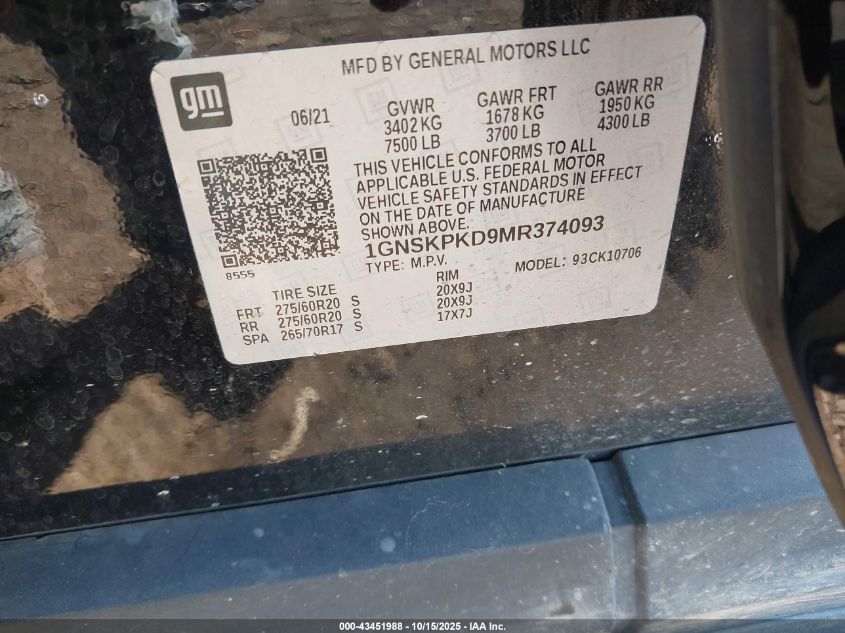 MFD BY GENERAL MOTORS LLC
gm
06/21
GVWR
3402 KG
7500 LB
GAWR FRT
1678 KG
3700 LB
GAWR RR
1950 KG
4300 LB
THIS VEHICLE CONFORMS TO ALL
APPLICABLE U.S. FEDERAL MOTOR
VEHICLE SAFETY STANDARDS IN EFFECT
ON THE DATE OF MANUFACTURE
SHOWN ABOVE.
1GNSKPKD9MR374093
8555
TYPE: M.P.V. MODEL: 93CK10706
TIRE SIZE RIM
FRT 275/60R20 S 20X9J
RR 275/60R20 S 20X9J
SPA 265/70R17 S 17X7J
000-43451988 - 10/15/2025 - IAA Inc.